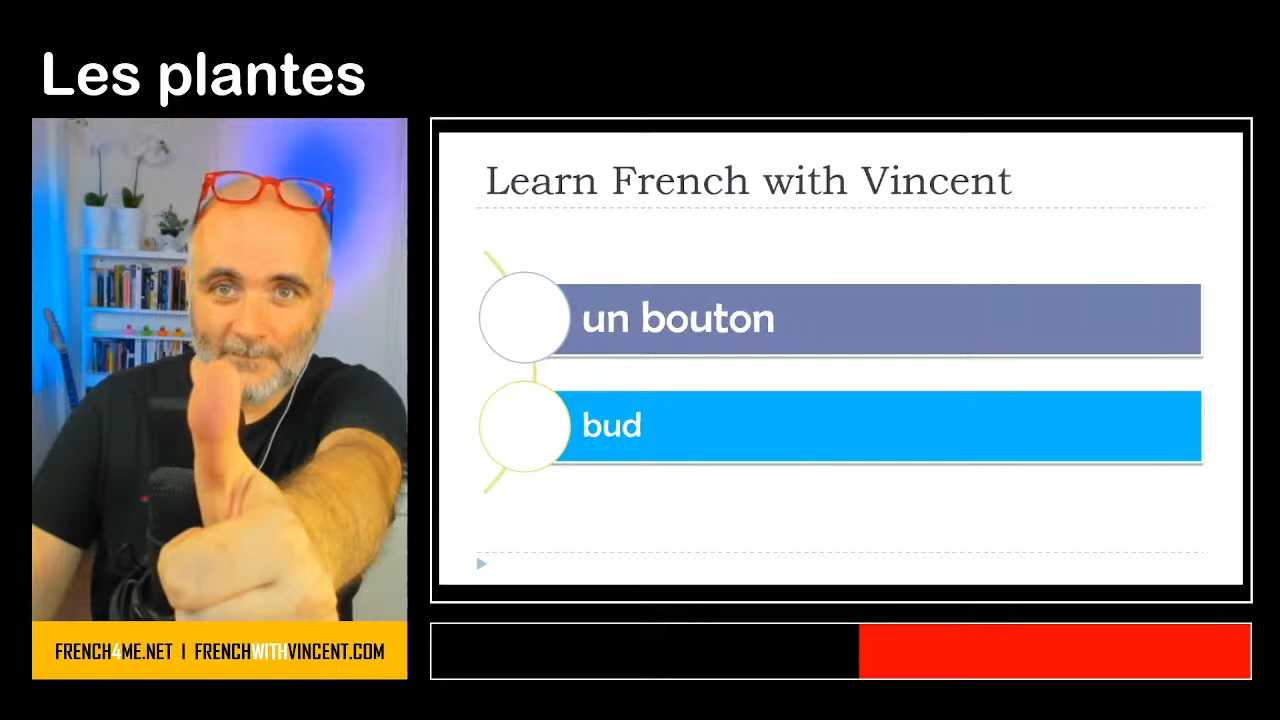 Les plantes
Learn French with Vincent
un bouton
bud
FRENCH4ME.NET I FRENCHWITHVINCENT.COM